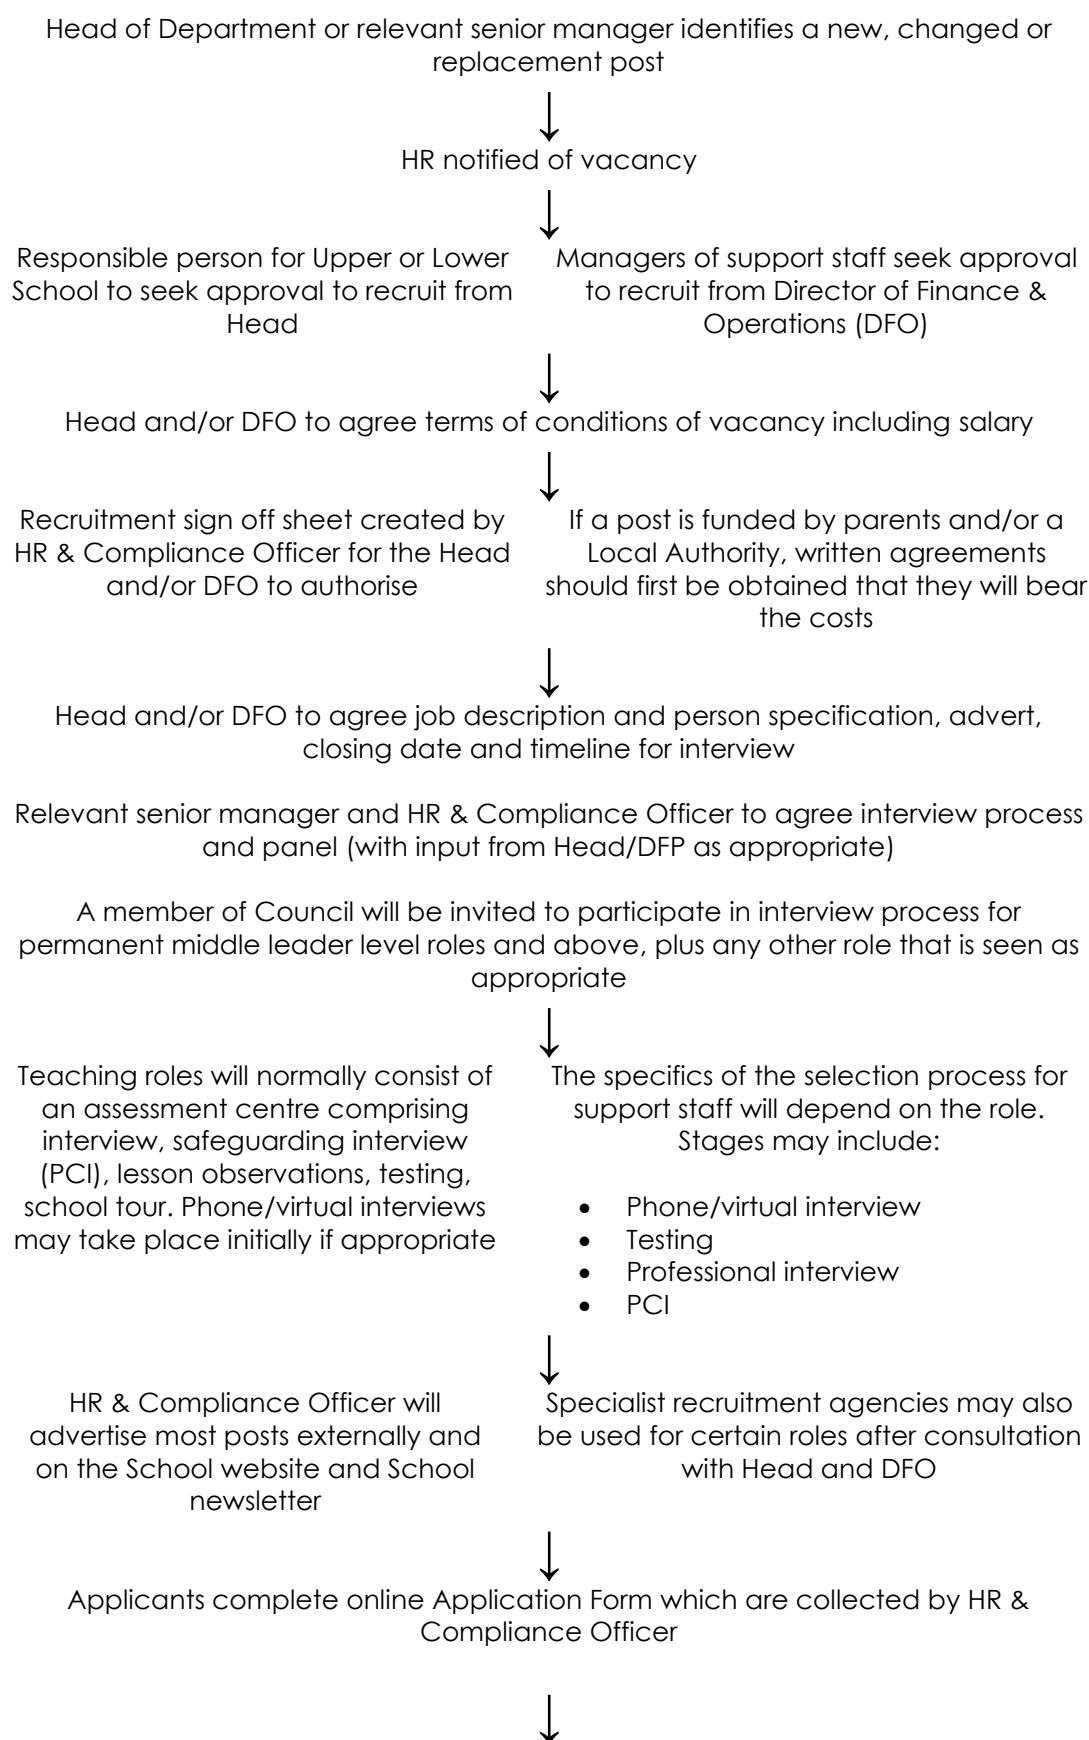 Head of Department or relevant senior manager identifies a new, changed or
replacement post
HR notified of vacancy
Responsible person for Upper or Lower
School to seek approval to recruit from
Head
Managers of support staff seek approval
to recruit from Director of Finance &
Operations (DFO)
Head and/or DFO to agree terms of conditions of vacancy including salary
Recruitment sign off sheet created by
HR & Compliance Officer for the Head
and/or DFO to authorise
If a post is funded by parents and/or a
Local Authority, written agreements
should first be obtained that they will bear
the costs
Head and/or DFO to agree job description and person specification, advert,
closing date and timeline for interview
Relevant senior manager and HR & Compliance Officer to agree interview process
and panel (with input from Head/DFP as appropriate)
A member of Council will be invited to participate in interview process for
permanent middle leader level roles and above, plus any other role that is seen as
appropriate
Teaching roles will normally consist of
an assessment centre comprising
interview, safeguarding interview
(PCI), lesson observations, testing,
school tour. Phone/virtual interviews
may take place initially if appropriate
The specifics of the selection process for
support staff will depend on the role.
Stages may include:
• Phone/virtual interview
• Testing
• Professional interview
• PCI
HR & Compliance Officer will
advertise most posts externally and
on the School website and School
newsletter
Specialist recruitment agencies may also
be used for certain roles after consultation
with Head and DFO
Applicants complete online Application Form which are collected by HR &
Compliance Officer